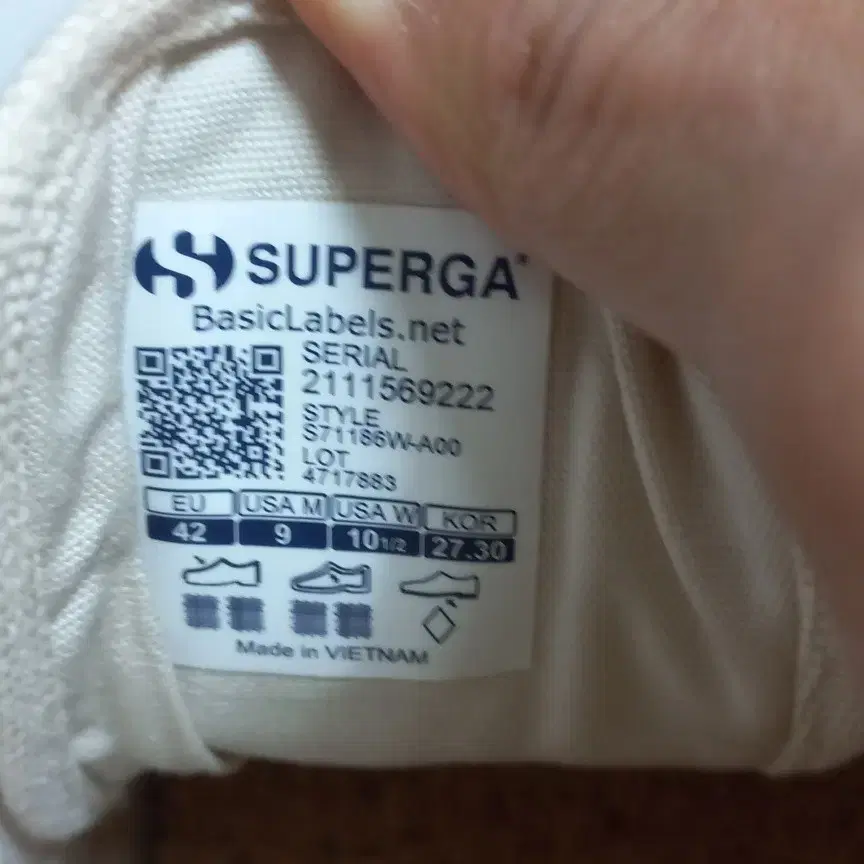 SUPERGA®
BasicLabels.net
SERIAL
2111569222
STYLE
S71186W-A00
LOT
4717883
EU USA M USA W KOR
42 9 10 1/2 27.30
Made in VIETNAM